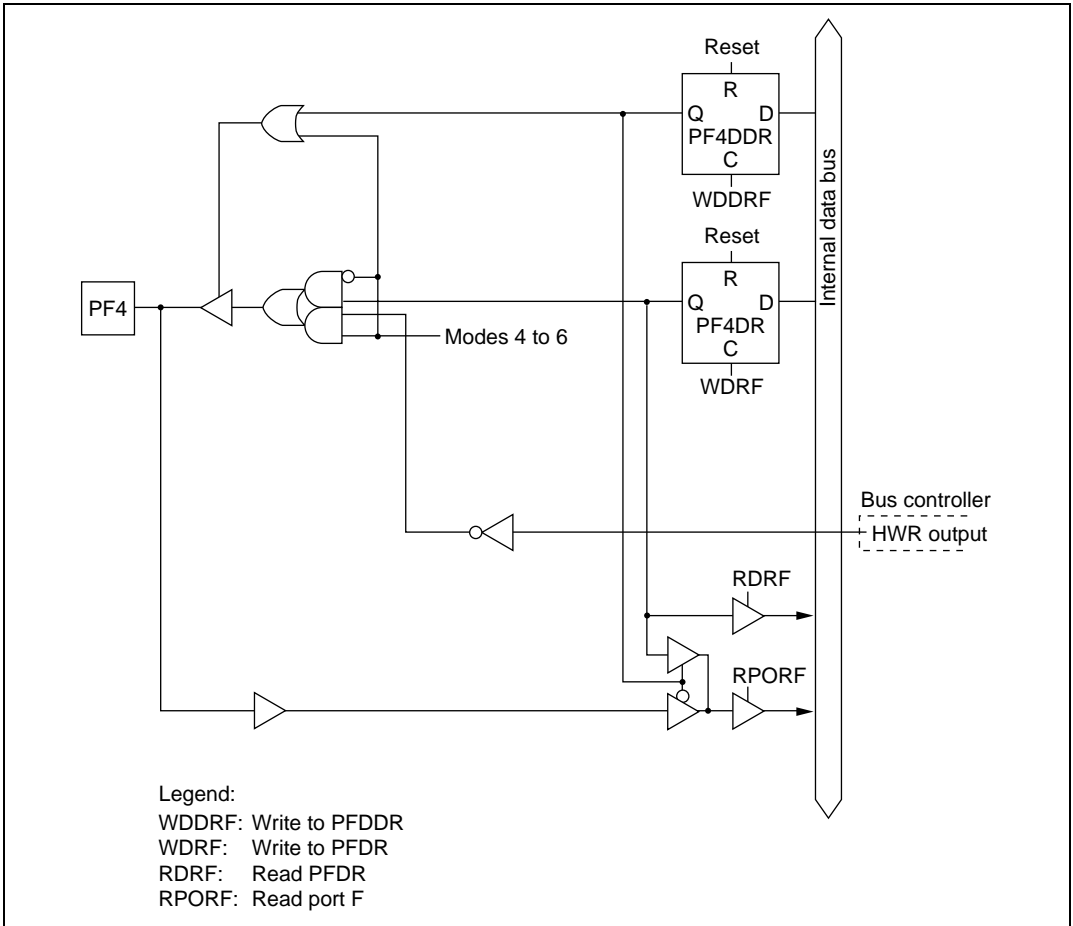 Reset
R
Q D
PF4DDR
C
WDDRF
Internal data bus
Reset
R
Q D
PF4DR
C
WDRF
PF4
Modes 4 to 6
Bus controller
HWR output
RDRF
RPORF
Legend:
WDDRF: Write to PFDDR
WDRF: Write to PFDR
RDRF: Read PFDR
RPORF: Read port F